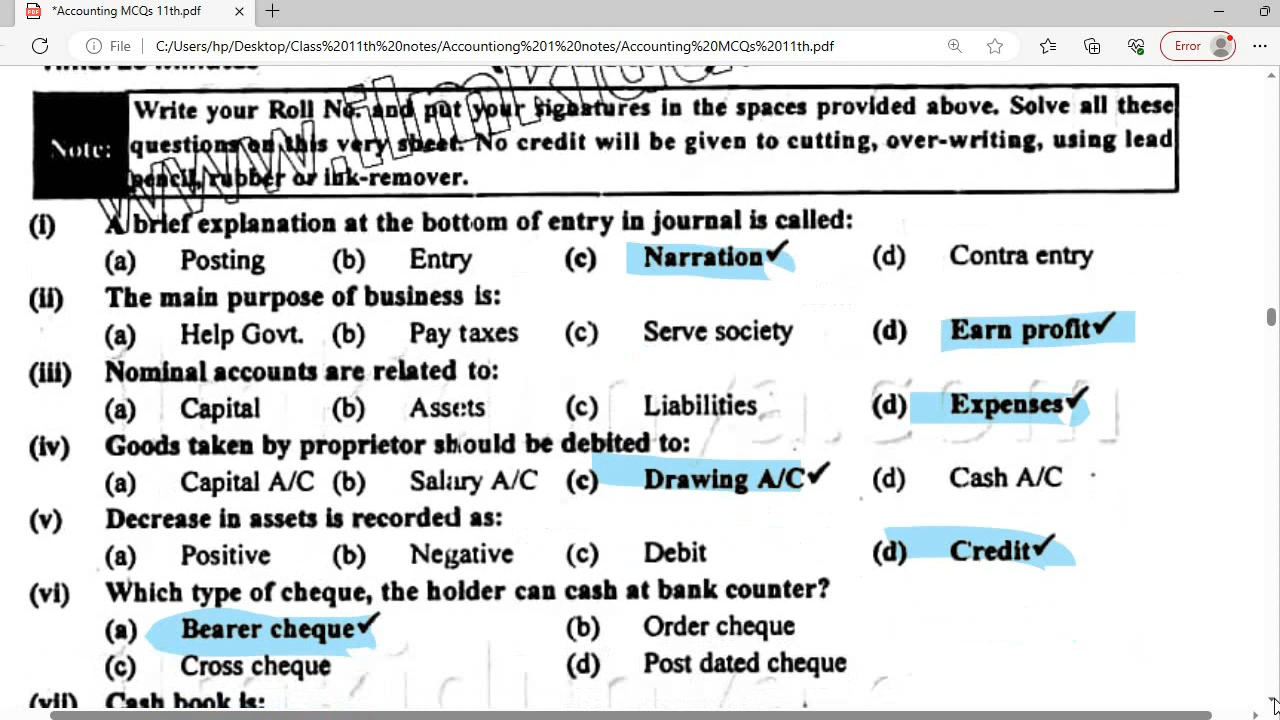 *Accounting MCQs 11th.pdf
File C:/Users/hp/Desktop/Class%2011th%20notes/Accountiong%201%20notes/Accounting%20MCQs%2011th.pdf Error
Note:
Write your Roll No. and put your signatures in the spaces provided above. Solve all these
questions on this very sheet. No credit will be given to cutting, over-writing, using lead
pencil, rubber or ink-remover.
(i) A brief explanation at the bottom of entry in journal is called:
(a) Posting (b) Entry (c) Narration✓ (d) Contra entry
(ii) The main purpose of business is:
(a) Help Govt. (b) Pay taxes (c) Serve society (d) Earn profit✓
(iii) Nominal accounts are related to:
(a) Capital (b) Assets (c) Liabilities (d) Expenses✓
(iv) Goods taken by proprietor should be debited to:
(a) Capital A/C (b) Salary A/C (c) Drawing A/C✓ (d) Cash A/C
(v) Decrease in assets is recorded as:
(a) Positive (b) Negative (c) Debit (d) Credit✓
(vi) Which type of cheque, the holder can cash at bank counter?
(a) Bearer cheque✓ (b) Order cheque
(c) Cross cheque (d) Post dated cheque
(vii) Cash book is: